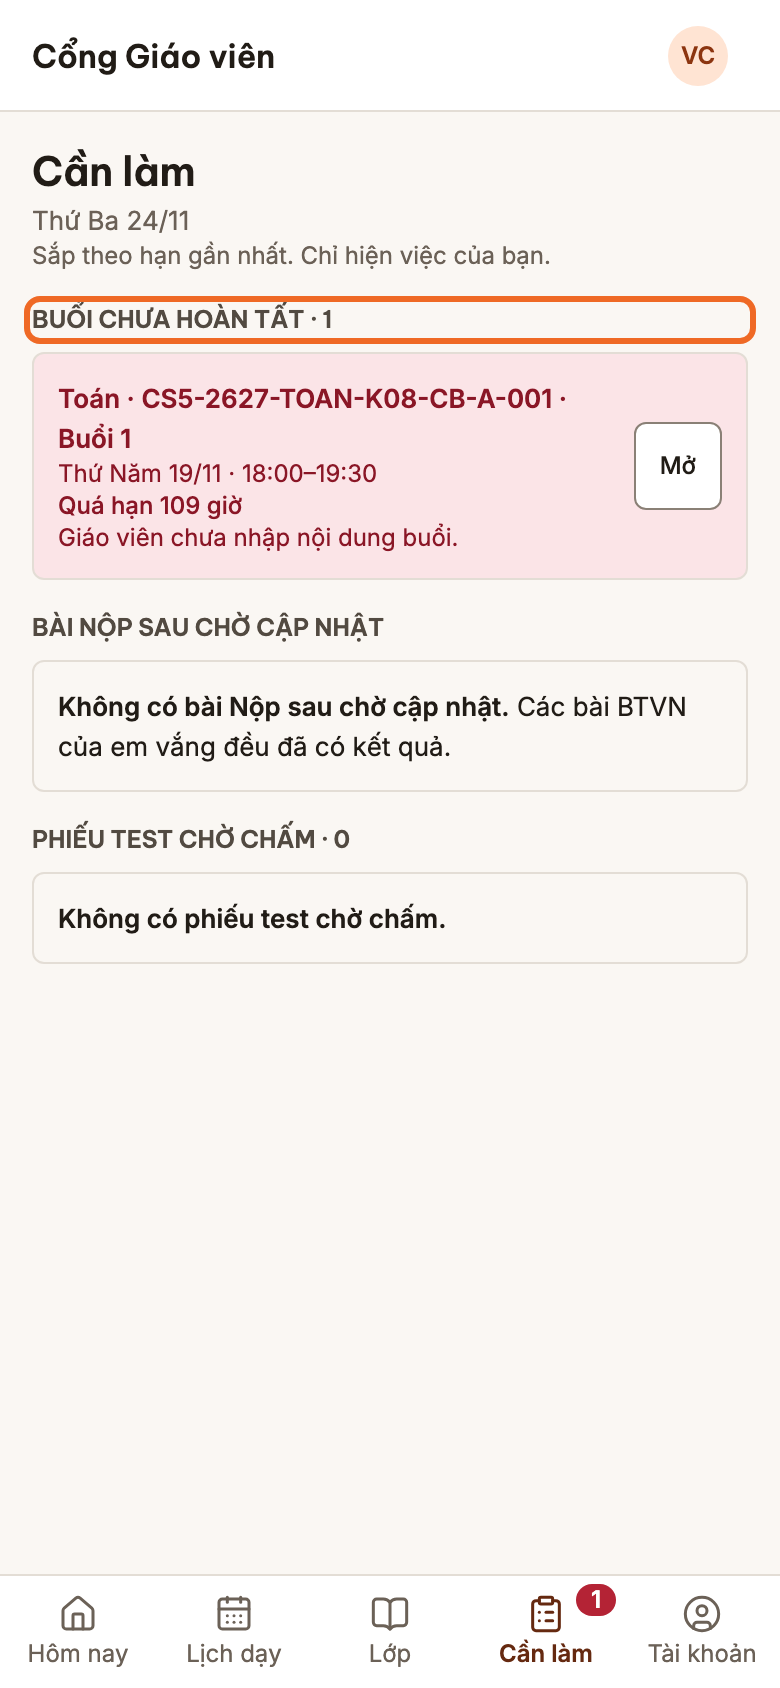 Cổng Giáo viên
VC
Cần làm
Thứ Ba 24/11
Sắp theo hạn gần nhất. Chỉ hiện việc của bạn.
BUỔI CHƯA HOÀN TẤT · 1
Toán · CS5-2627-TOAN-K08-CB-A-001 ·
Buổi 1
Thứ Năm 19/11 · 18:00–19:30
Quá hạn 109 giờ
Giáo viên chưa nhập nội dung buổi.
Mở
BÀI NỘP SAU CHỜ CẬP NHẬT
Không có bài Nộp sau chờ cập nhật. Các bài BTVN
của em vắng đều đã có kết quả.
PHIẾU TEST CHỜ CHẤM · 0
Không có phiếu test chờ chấm.
1
Hôm nay
Lịch dạy
Lớp
Cần làm
Tài khoản